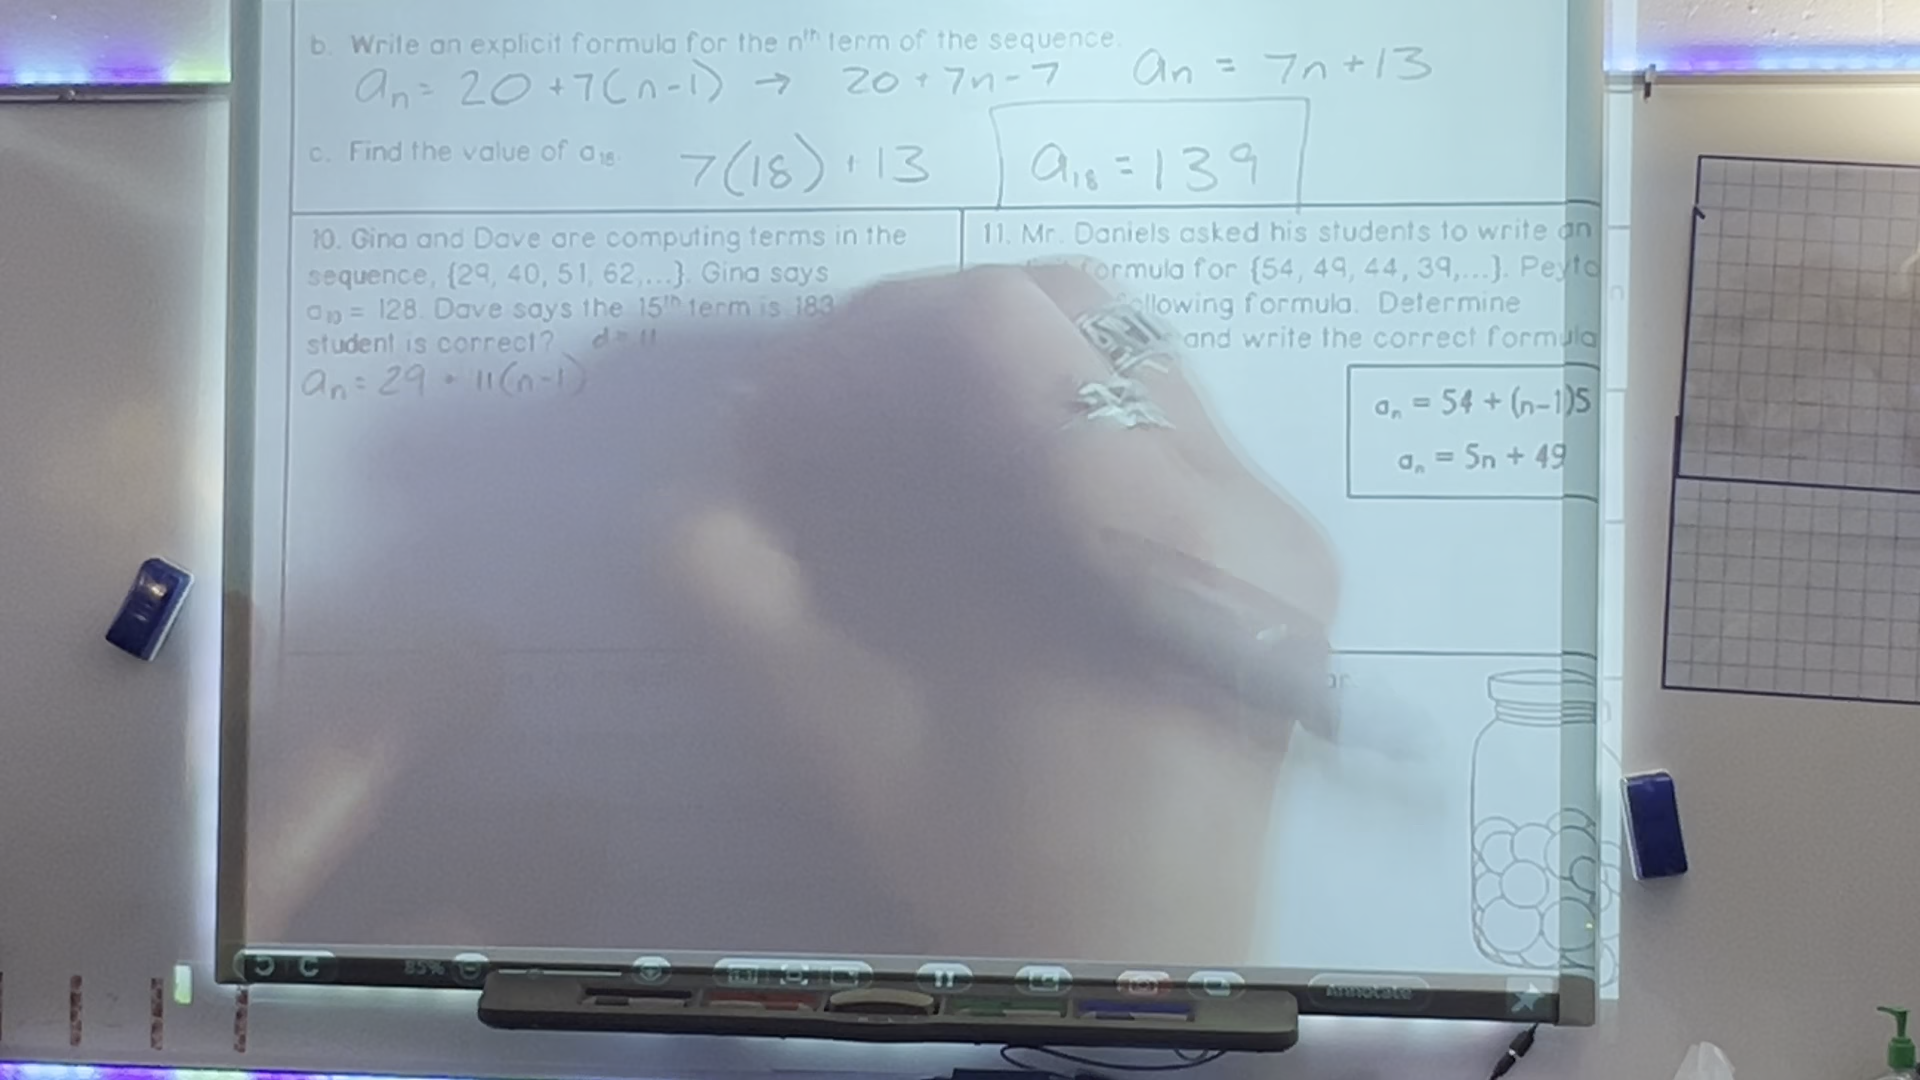 b. Write an explicit formula for the nth term of the sequence.
an = 20 + 7(n-1) → 20 + 7n - 7 an = 7n + 13
c. Find the value of a18. 7(18) + 13 a18 = 139
10. Gina and Dave are computing terms in the
sequence, {29, 40, 51, 62,...}. Gina says
a10 = 128. Dave says the 15th term is 183
student is correct? d = 11
an = 29 + 11(n-1)
11. Mr. Daniels asked his students to write an
formula for {54, 49, 44, 39,...}. Peyto
following formula. Determine
and write the correct formula
an = 54 + (n-1)5
an = 5n + 49
85%
Annotate